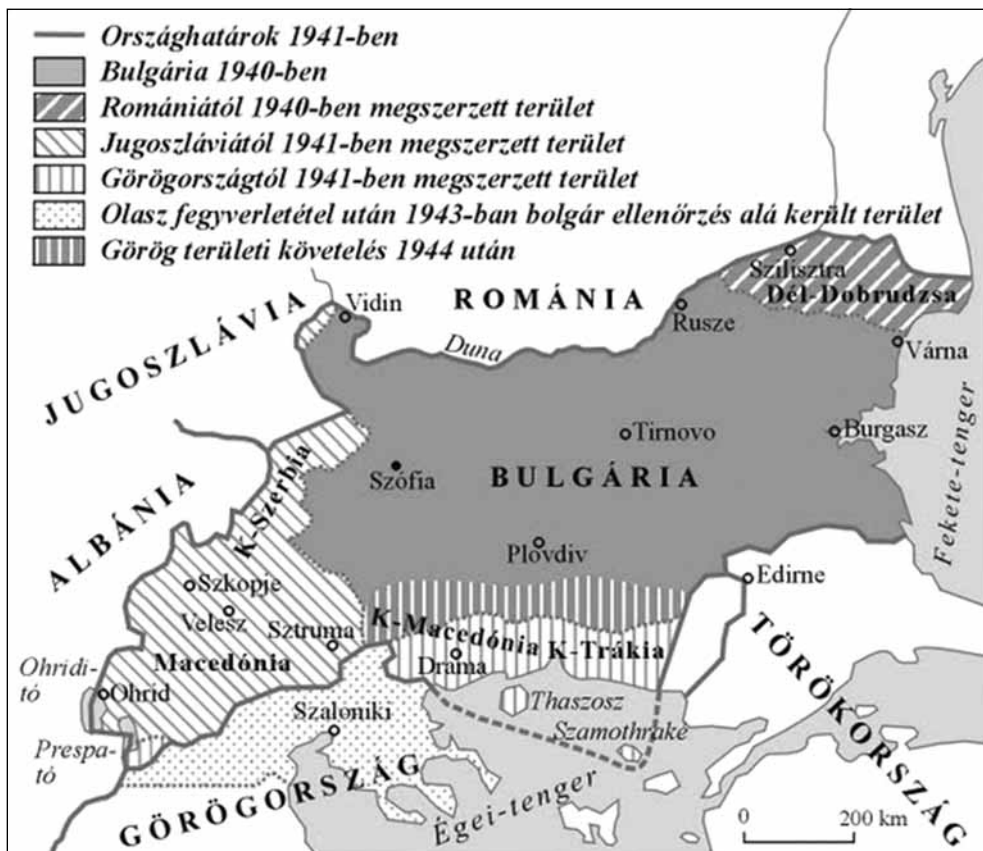 Országhatárok 1941-ben
Bulgária 1940-ben
Romániától 1940-ben megszerzett terület
Jugoszláviától 1941-ben megszerzett terület
Görögországtól 1941-ben megszerzett terület
Olasz fegyverletétel után 1943-ban bolgár ellenőrzés alá került terület
Görög területi követelés 1944 után
JUGOSZLÁVIA
Vidin
ROMÁNIA
Duna
Rusze
Szilisztra
Dél-Dobrudzsa
Várna
Tirnovo
Burgasz
Fekete-tenger
Szófia
BULGÁRIA
K-Szerbia
ALBÁNIA
Plovdiv
Edirne
Szkopje
Velesz
Sztruma
K-Macedónia
K-Trákia
Macedónia
Drama
TÖRÖKORSZÁG
Ohridi-
tó
Ohrid
Thaszosz
Szaloniki
Szamothraké
Prespa-
tó
GÖRÖGORSZÁG
Égei-tenger
0
200 km